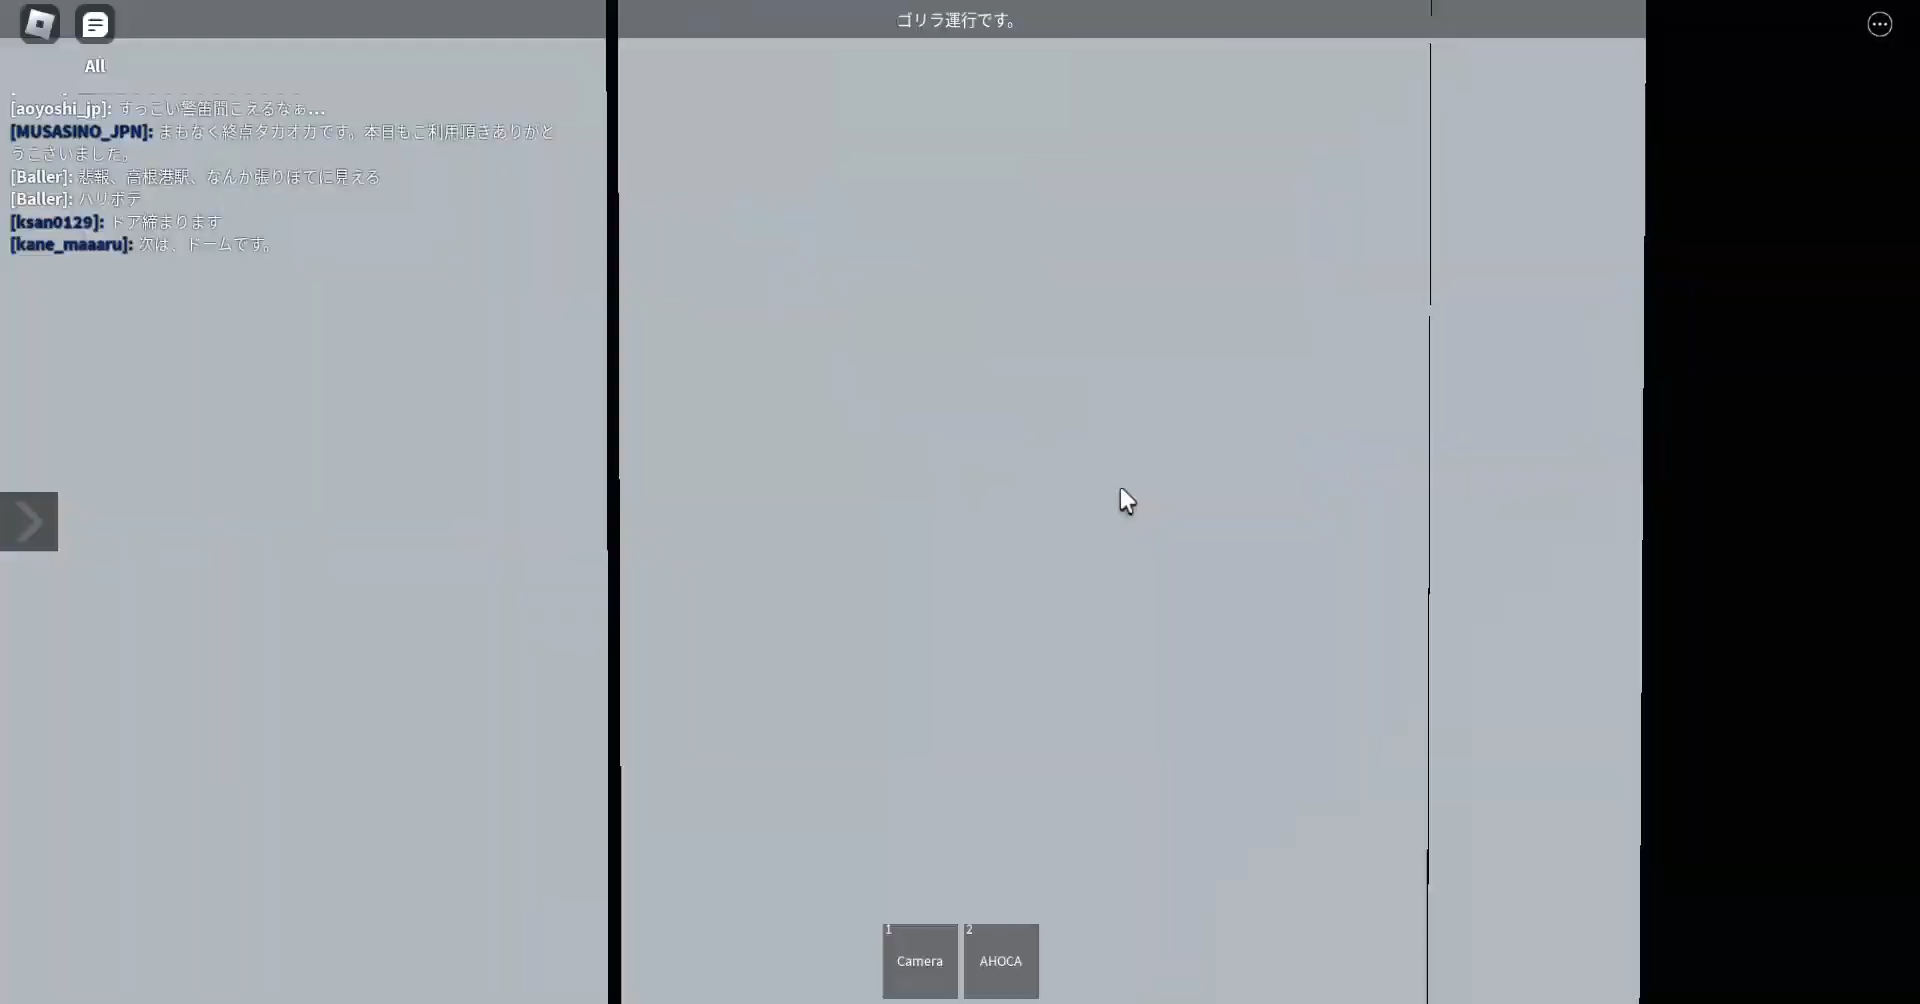 ゴリラ運行です。
All
[aoyoshi_jp]: すっごい警笛聞こえるなぁ...
[MUSASINO_JPN]: まもなく終点タカオカです。本日もご利用頂きありがと
うございました。
[Baller]: 悲報、高根港駅、なんか張りぼてに見える
[Baller]: ハリボテ
[ksan0129]: ドア締まります
[kane_maaaru]: 次は、ドームです。
1
Camera
2
AHOCA